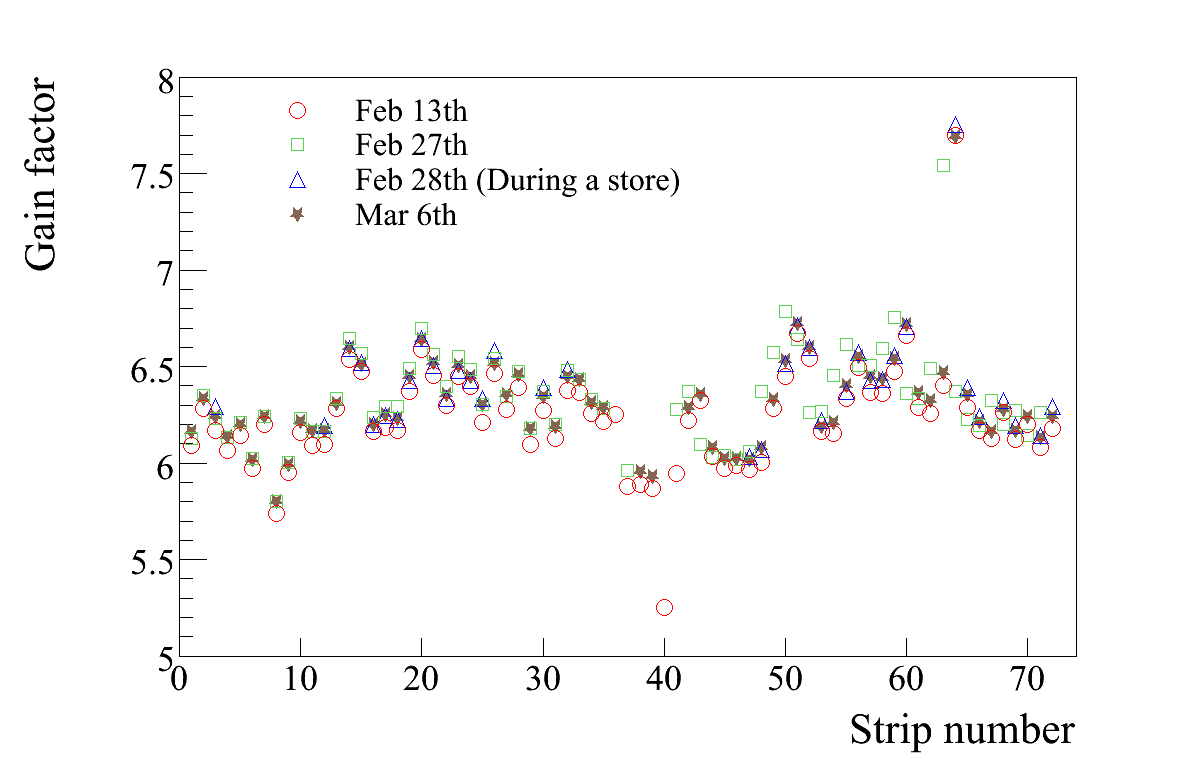 Gain factor
8
7.5
7
6.5
6
5.5
5
Feb 13th
Feb 27th
Feb 28th (During a store)
Mar 6th
0 10 20 30 40 50 60 70
Strip number